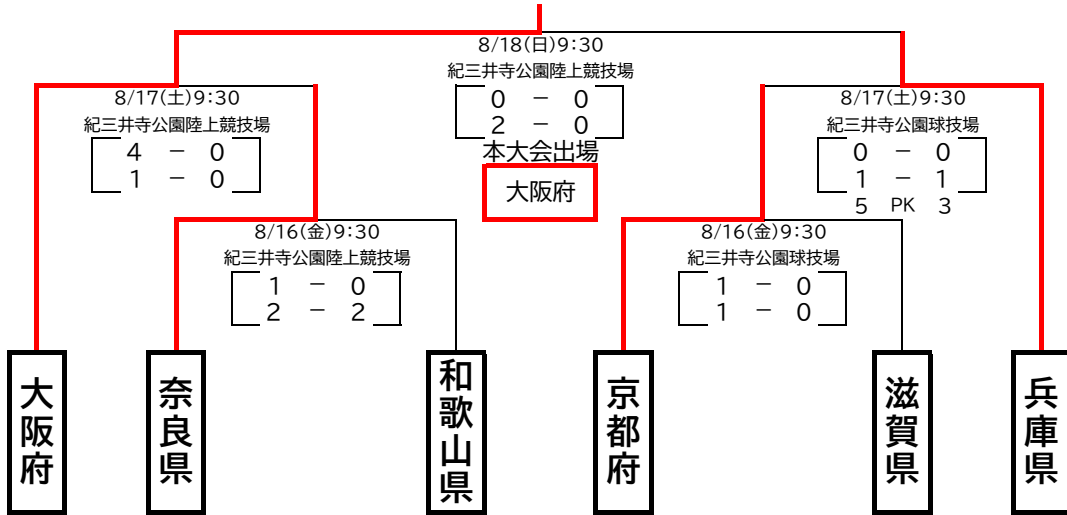 8/18(日)9:30
紀三井寺公園陸上競技場
0 － 0
2 － 0
本大会出場
大阪府
8/17(土)9:30
紀三井寺公園陸上競技場
4 － 0
1 － 0
8/17(土)9:30
紀三井寺公園球技場
0 － 0
1 － 1
5 PK 3
8/16(金)9:30
紀三井寺公園陸上競技場
1 － 0
2 － 2
8/16(金)9:30
紀三井寺公園球技場
1 － 0
1 － 0
大阪府
奈良県
和歌山県
京都府
滋賀県
兵庫県